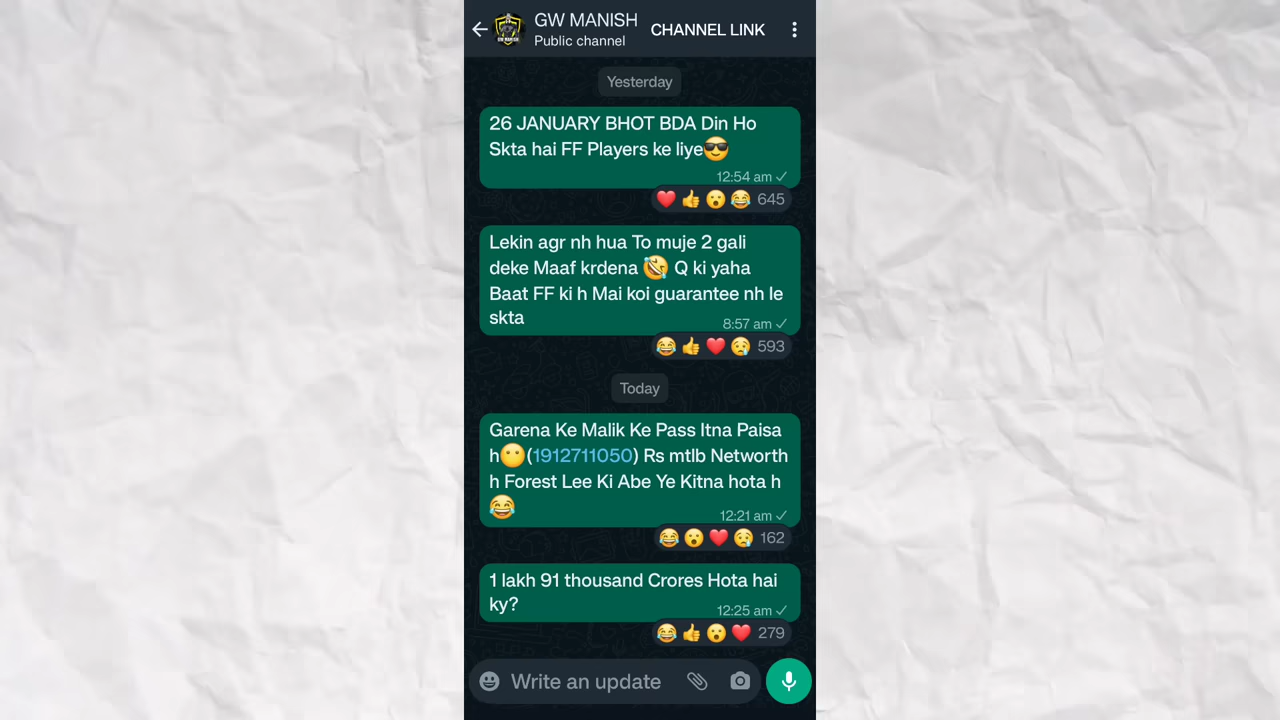 GW MANISH
Public channel
CHANNEL LINK
Yesterday
26 JANUARY BHOT BDA Din Ho
Skta hai FF Players ke liye😎
12:54 am
645
Lekin agr nh hua To muje 2 gali
deke Maaf krdena 🤣 Q ki yaha
Baat FF ki h Mai koi guarantee nh le
skta
8:57 am
593
Today
Garena Ke Malik Ke Pass Itna Paisa
h😶(1912711050) Rs mtlb Networth
h Forest Lee Ki Abe Ye Kitna hota h
😂
12:21 am
162
1 lakh 91 thousand Crores Hota hai
ky?
12:25 am
279
Write an update